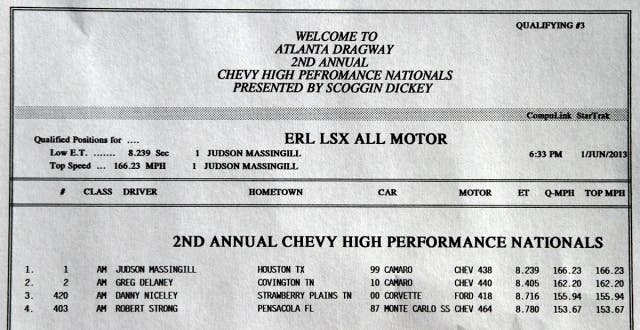 QUALIFYING #3
WELCOME TO
ATLANTA DRAGWAY
2ND ANNUAL
CHEVY HIGH PEFROMANCE NATIONALS
PRESENTED BY SCOGGIN DICKEY
CompuLink StarTrak
Qualified Positions for .... ERL LSX ALL MOTOR
Low E.T. ....... 8.239 Sec 1 JUDSON MASSINGILL 6:33 PM 1/JUN/2013
Top Speed ... 166.23 MPH 1 JUDSON MASSINGILL
# CLASS DRIVER HOMETOWN CAR MOTOR ET Q-MPH TOP MPH
2ND ANNUAL CHEVY HIGH PERFORMANCE NATIONALS
1. 1 AM JUDSON MASSINGILL HOUSTON TX 99 CAMARO CHEV 438 8.239 166.23 166.23
2. 2 AM GREG DELANEY COVINGTON TN 10 CAMARO CHEV 440 8.405 162.20 162.20
3. 420 AM DANNY NICELEY STRAWBERRY PLAINS TN 00 CORVETTE FORD 418 8.716 155.94 155.94
4. 403 AM ROBERT STRONG PENSACOLA FL 87 MONTE CARLO SS CHEV 464 8.780 153.67 153.67